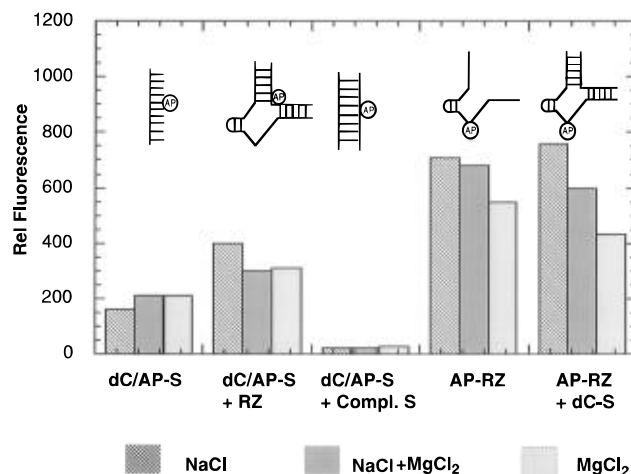 1200
1000
800
600
400
200
0
Rel Fluorescence
AP
AP
AP
AP
AP
dC/AP-S
dC/AP-S
+ RZ
dC/AP-S
+ Compl. S
AP-RZ
AP-RZ
+ dC-S
NaCl
NaCl+MgCl₂
MgCl₂